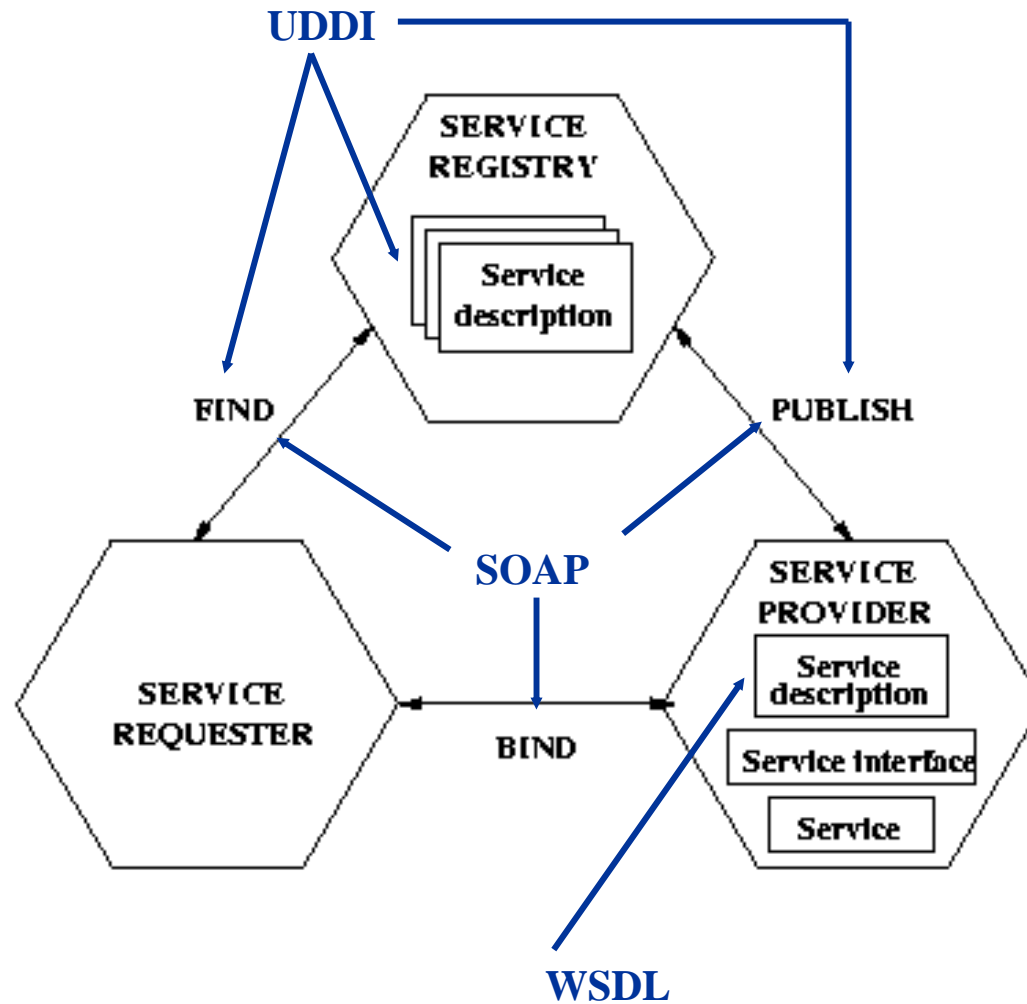 UDDI
SERVICE
REGISTRY
Service
description
FIND
PUBLISH
SOAP
SERVICE
REQUESTER
BIND
SERVICE
PROVIDER
Service
description
Service interface
Service
WSDL